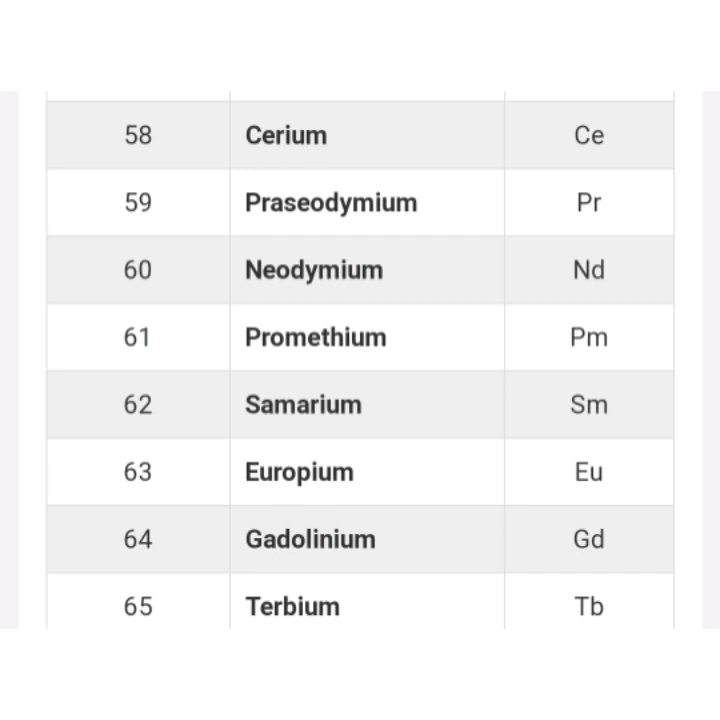 58 Cerium Ce
59 Praseodymium Pr
60 Neodymium Nd
61 Promethium Pm
62 Samarium Sm
63 Europium Eu
64 Gadolinium Gd
65 Terbium Tb